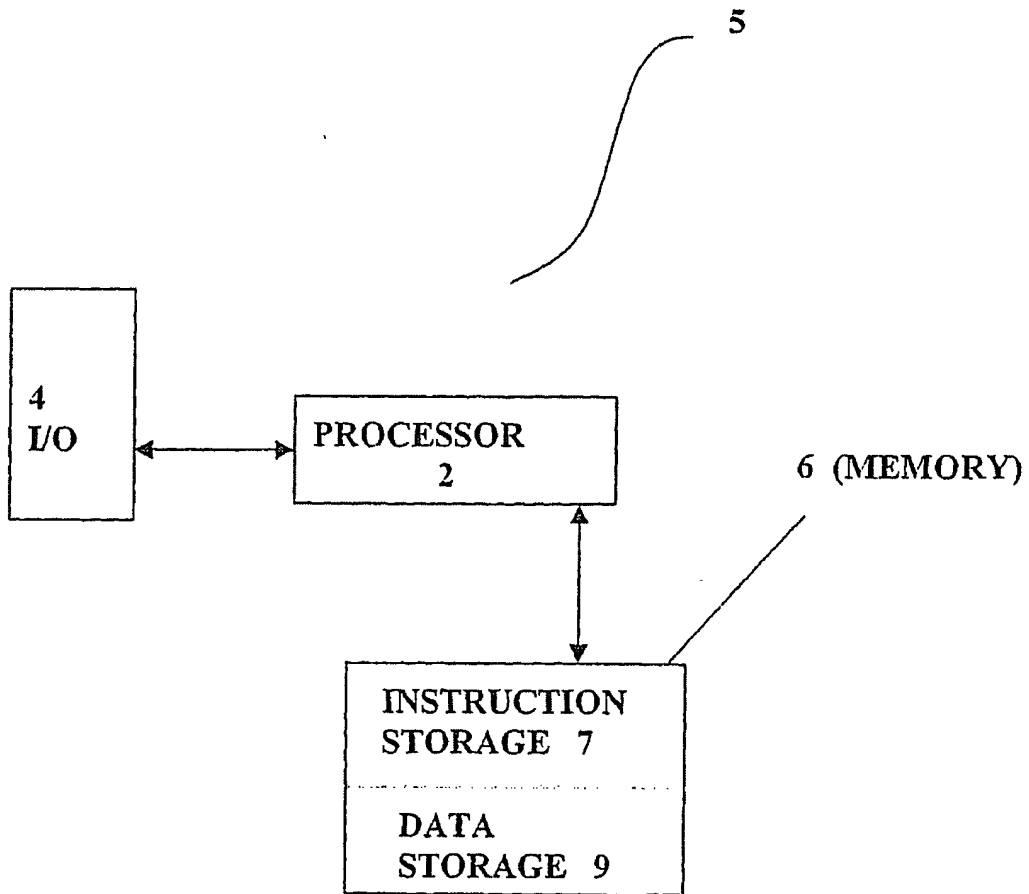 5
4
I/O
PROCESSOR
2
6 (MEMORY)
INSTRUCTION
STORAGE 7
DATA
STORAGE 9